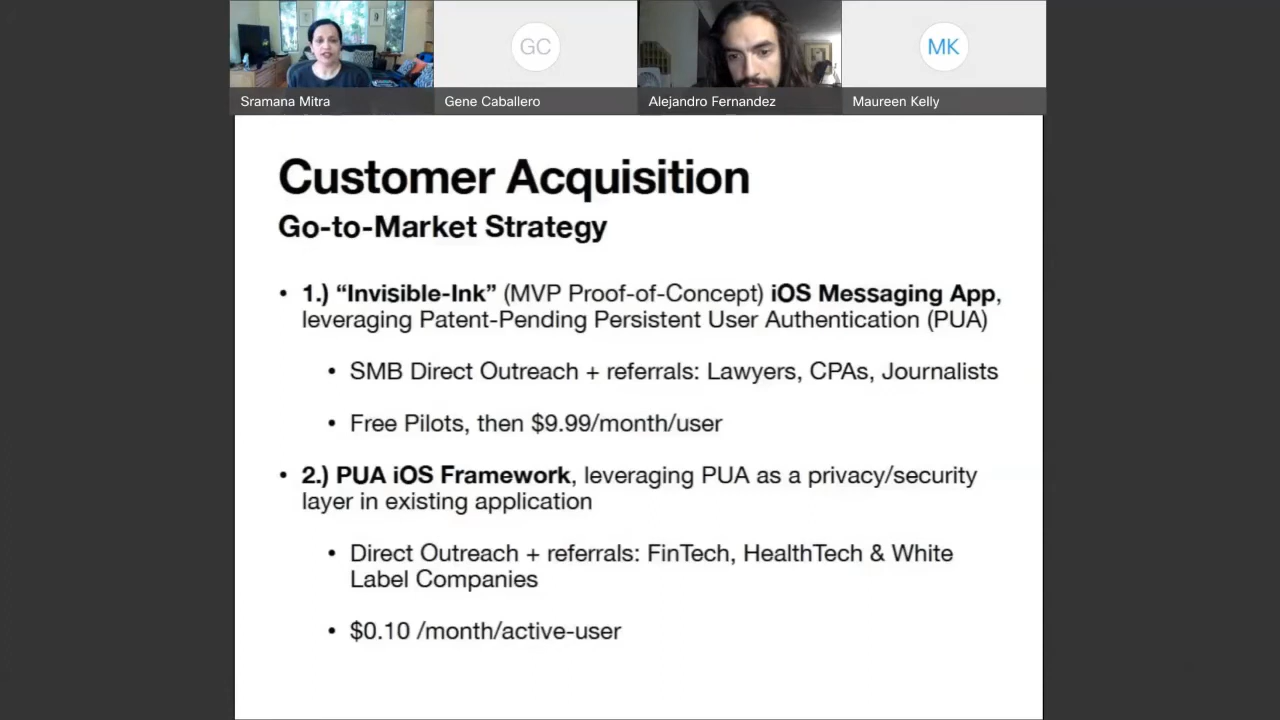 GC
MK
Sramana Mitra
Gene Caballero
Alejandro Fernandez
Maureen Kelly
Customer Acquisition
Go-to-Market Strategy
• 1.) “Invisible-Ink” (MVP Proof-of-Concept) iOS Messaging App,
leveraging Patent-Pending Persistent User Authentication (PUA)
• SMB Direct Outreach + referrals: Lawyers, CPAs, Journalists
• Free Pilots, then $9.99/month/user
• 2.) PUA iOS Framework, leveraging PUA as a privacy/security
layer in existing application
• Direct Outreach + referrals: FinTech, HealthTech & White
Label Companies
• $0.10 /month/active-user